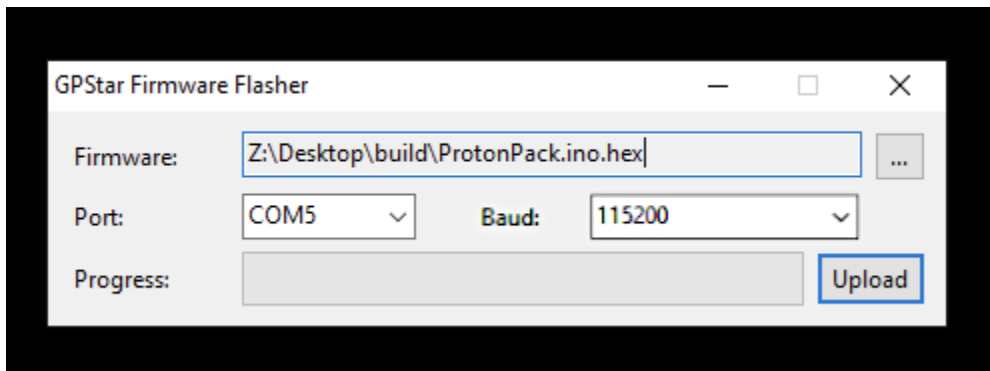 GPStar Firmware Flasher
Firmware: Z:\Desktop\build\ProtonPack.ino.hex ...
Port: COM5 Baud: 115200
Progress: Upload